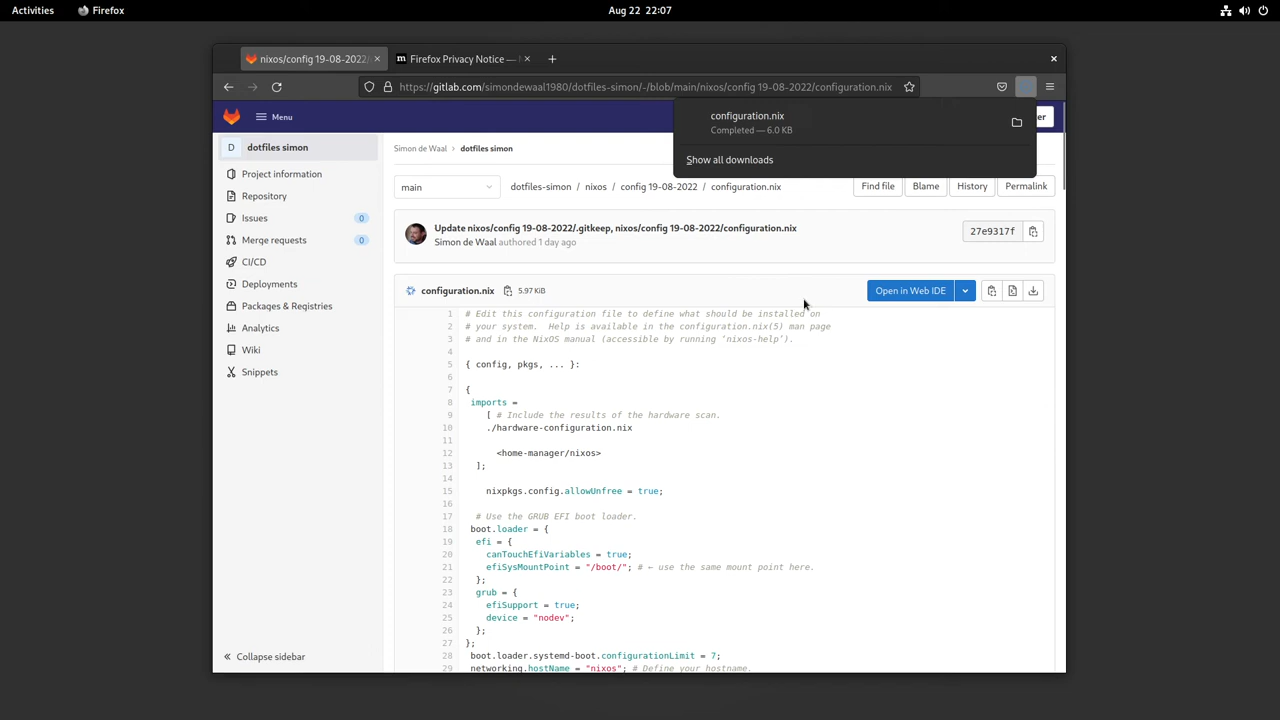 Activities
Firefox
Aug 22 22:07
nixos/config 19-08-2022/
Firefox Privacy Notice —
https://gitlab.com/simondewaal1980/dotfiles-simon/-/blob/main/nixos/config 19-08-2022/configuration.nix
Menu
configuration.nix
Completed — 6.0 KB
Show all downloads
D dotfiles simon
Project information
Repository
Issues 0
Merge requests 0
CI/CD
Deployments
Packages & Registries
Analytics
Wiki
Snippets
Collapse sidebar
Simon de Waal > dotfiles simon
main
dotfiles-simon / nixos / config 19-08-2022 / configuration.nix
Find file
Blame
History
Permalink
Update nixos/config 19-08-2022/.gitkeep, nixos/config 19-08-2022/configuration.nix
Simon de Waal authored 1 day ago
27e9317f
configuration.nix 5.97 KiB
Open in Web IDE
1 # Edit this configuration file to define what should be installed on
2 # your system.  Help is available in the configuration.nix(5) man page
3 # and in the NixOS manual (accessible by running ‘nixos-help’).
4
5 { config, pkgs, ... }:
6
7 {
8 imports =
9 [ # Include the results of the hardware scan.
10 ./hardware-configuration.nix
11
12 <home-manager/nixos>
13 ];
14
15 nixpkgs.config.allowUnfree = true;
16
17 # Use the GRUB EFI boot loader.
18 boot.loader = {
19 efi = {
20 canTouchEfiVariables = true;
21 efiSysMountPoint = "/boot/"; # ← use the same mount point here.
22 };
23 grub = {
24 efiSupport = true;
25 device = "nodev";
26 };
27 };
28 boot.loader.systemd-boot.configurationLimit = 7;
29 networking.hostName = "nixos"; # Define your hostname.